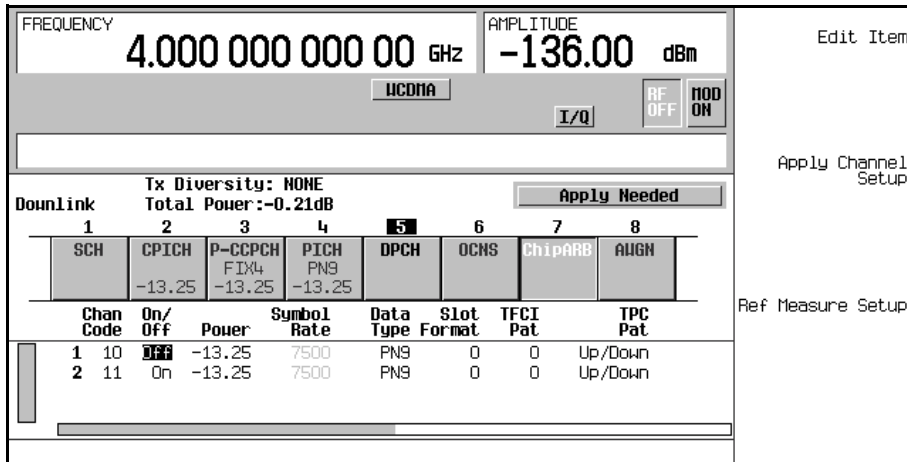 FREQUENCY
4.000 000 000 00 GHz
AMPLITUDE
-136.00 dBm
WCDMA
I/Q
RF OFF
MOD ON
Edit Item
Apply Channel Setup
Ref Measure Setup
Tx Diversity: NONE
Downlink Total Power:-0.21dB
Apply Needed
1 2 3 4 5 6 7 8
SCH CPICH P-CCPCH PICH DPCH OCNS ChipARB AWGN
FIX4 PN9
-13.25 -13.25 -13.25
Chan Code On/Off Power Symbol Rate Data Type Slot Format TFCI Pat TPC Pat
1 10 Off -13.25 7500 PN9 0 0 Up/Down
2 11 On -13.25 7500 PN9 0 0 Up/Down